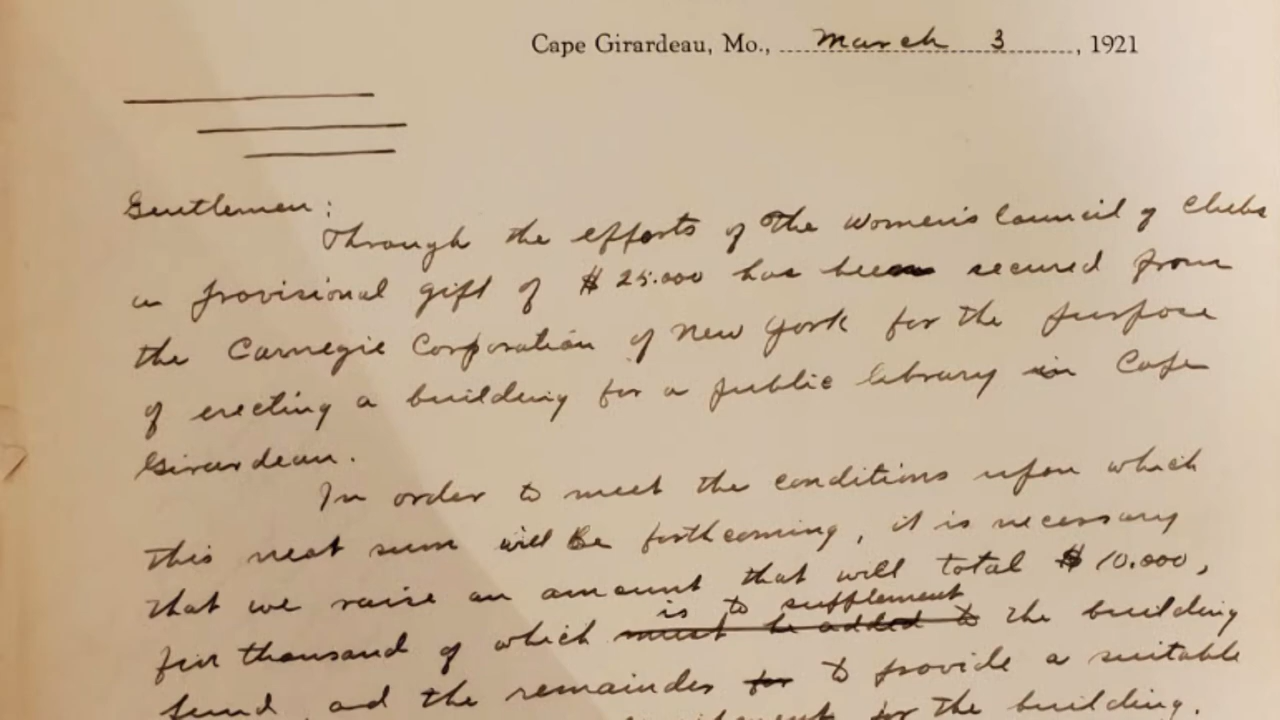 Cape Girardeau, Mo., March 3, 1921
Gentlemen:
Through the efforts of The Women's Council of Clubs
a provisional gift of $25.000 has been secured from
the Carnegie Corporation of New York for the purpose
of erecting a building for a public library in Cape
Girardeau.
In order to meet the conditions upon which
this neat sum will be forthcoming, it is necessary
that we raise an amount that will total $10.000,
is to supplement
five thousand of which must be added to the building
fund, and the remainder for to provide a suitable
for the building.